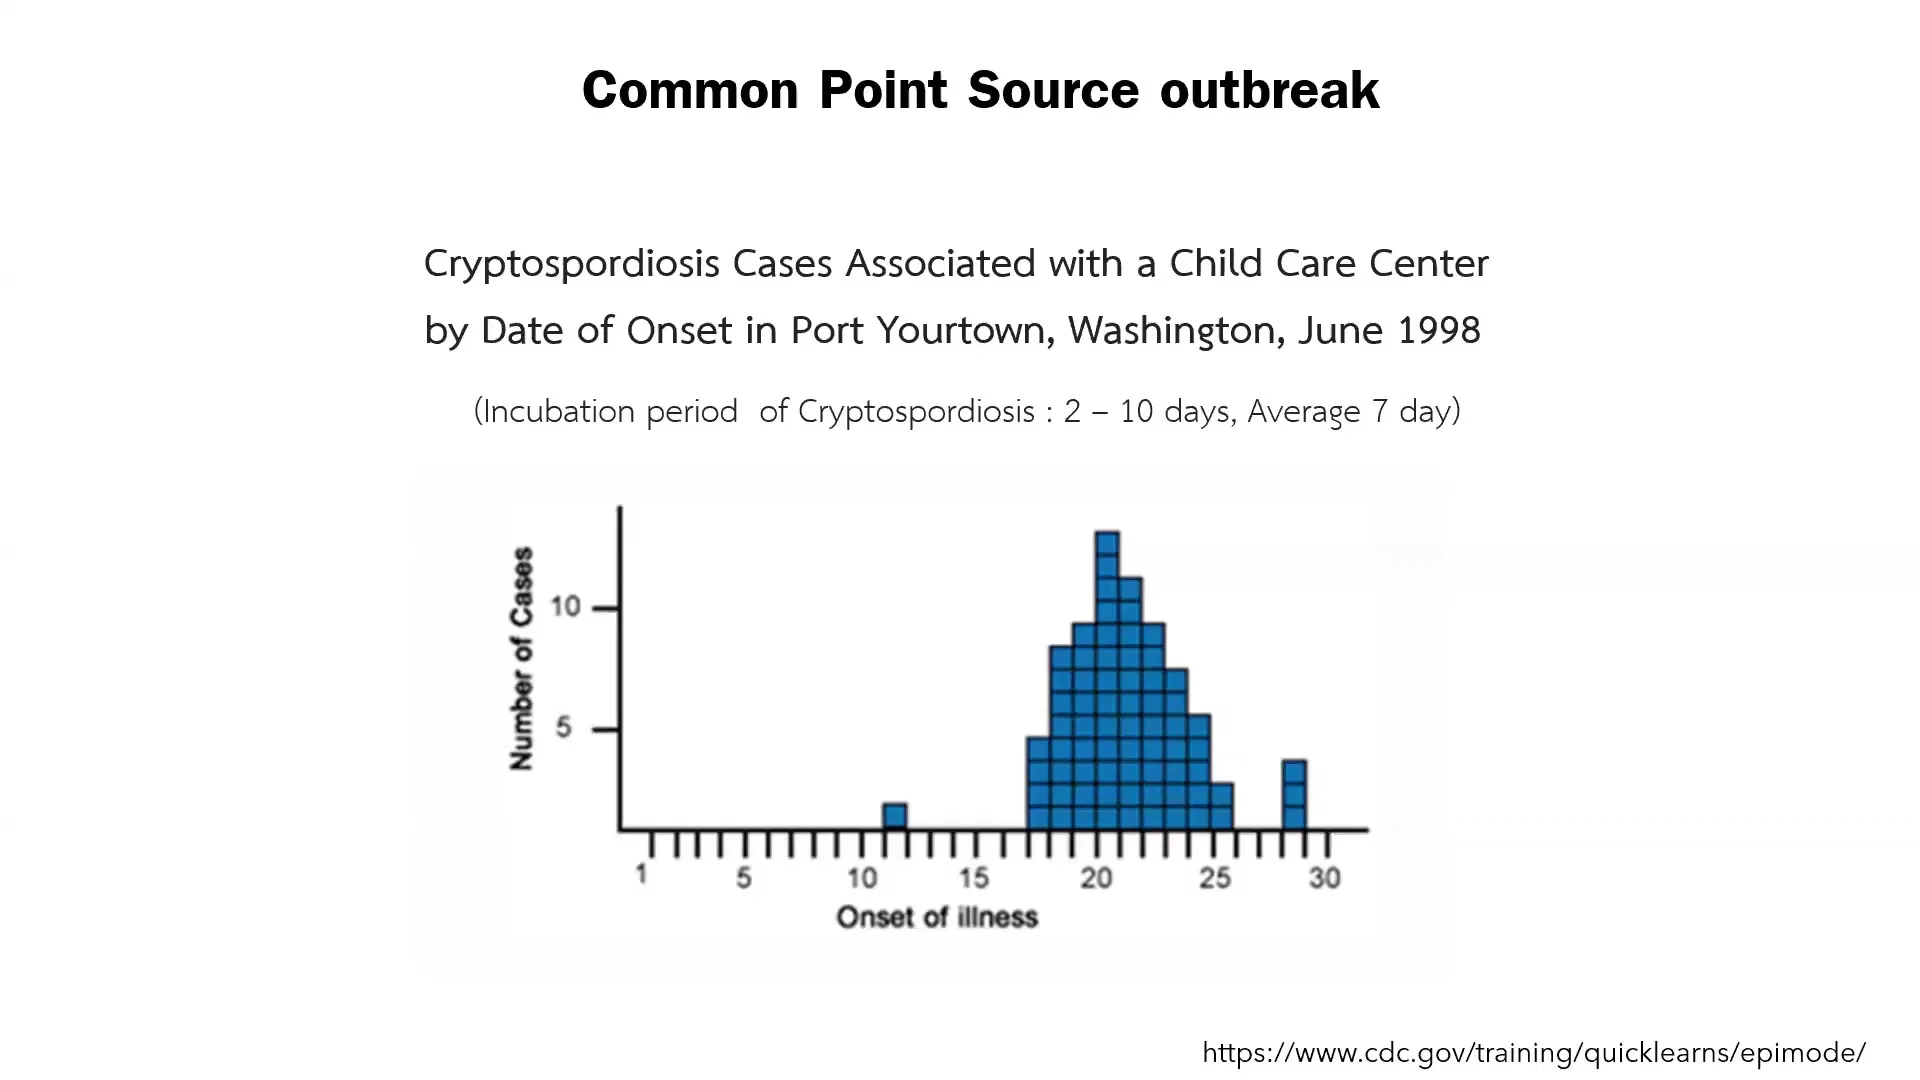 Common Point Source outbreak
Cryptospordiosis Cases Associated with a Child Care Center
by Date of Onset in Port Yourtown, Washington, June 1998
(Incubation period of Cryptospordiosis : 2 – 10 days, Average 7 day)
Number of Cases
10
5
1 5 10 15 20 25 30
Onset of illness
https://www.cdc.gov/training/quicklearns/epimode/